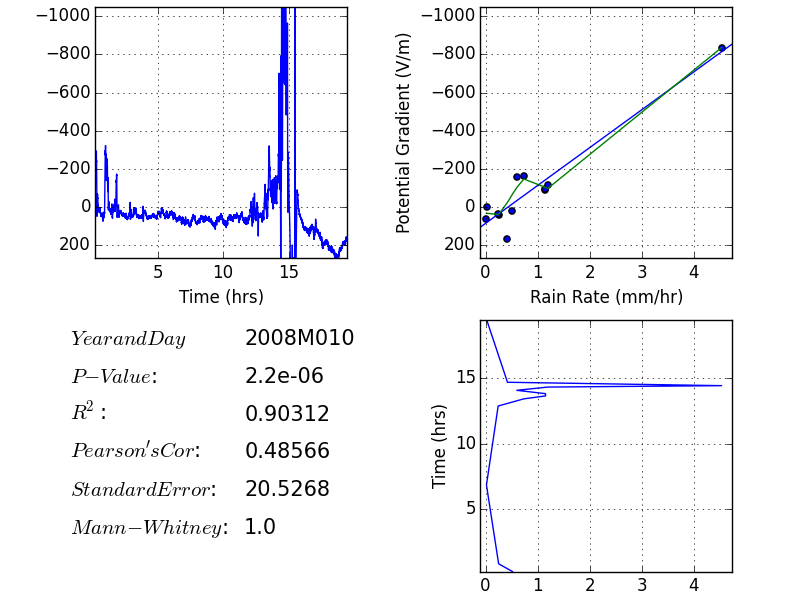 −1000
−800
−600
−400
−200
0
200
5 10 15
Time (hrs)
Potential Gradient (V/m)
−1000
−800
−600
−400
−200
0
200
0 1 2 3 4
Rain Rate (mm/hr)
YearandDay 2008M010
P−Value: 2.2e-06
R²: 0.90312
Pearson′sCor: 0.48566
StandardError: 20.5268
Mann−Whitney: 1.0
Time (hrs)
15
10
5
0 1 2 3 4